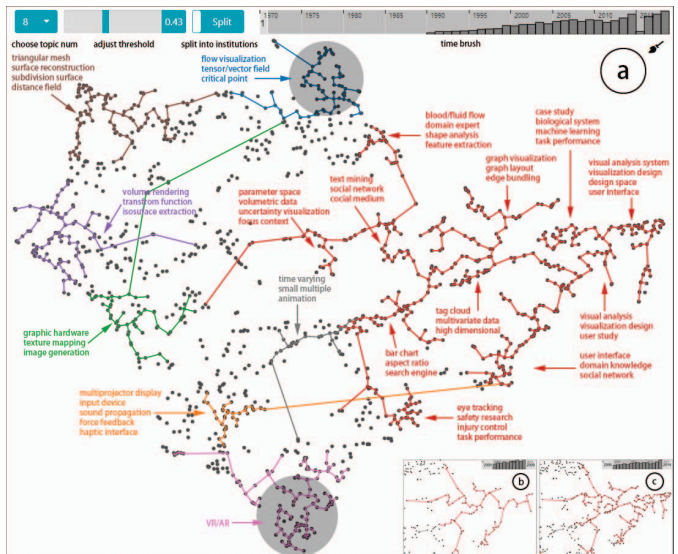 8
0.43
Split
1
1970
1975
1980
1985
1990
1995
2000
2005
2010
2015
choose topic num
adjust threshold
split into institutions
time brush
a
triangular mesh
surface reconstruction
subdivision surface
distance field
flow visualization
tensor/vector field
critical point
blood/fluid flow
domain expert
shape analysis
feature extraction
case study
biological system
machine learning
task performance
graph visualization
graph layout
edge bundling
visual analysis system
visualization design
design space
user interface
volume rendering
transform function
isosurface extraction
parameter space
volumetric data
uncertainty visualization
focus context
text mining
social network
cocial medium
time varying
small multiple
animation
tag cloud
multivariate data
high dimensional
visual analysis
visualization design
user study
graphic hardware
texture mapping
image generation
bar chart
aspect ratio
search engine
user interface
domain knowledge
social network
multiprojector display
input device
sound propagation
force feedback
haptic interface
eye tracking
safety research
injury control
task performance
VR/AR
b
c